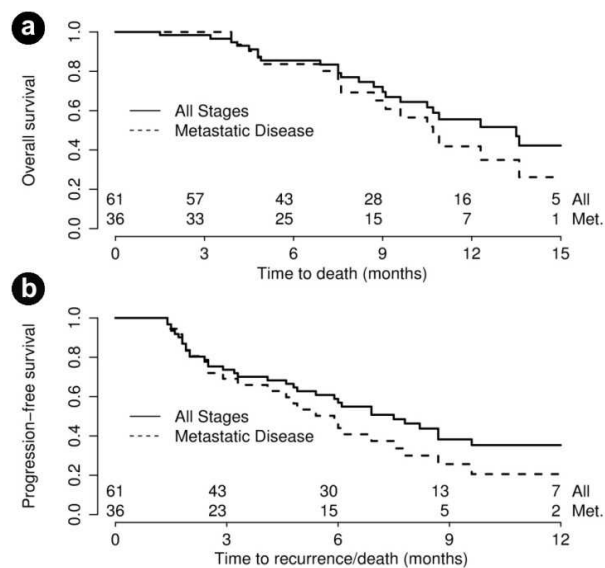 a
Overall survival
0.0 0.2 0.4 0.6 0.8 1.0
All Stages
Metastatic Disease
61 57 43 28 16 5 All
36 33 25 15 7 1 Met.
0 3 6 9 12 15
Time to death (months)
b
Progression-free survival
0.0 0.2 0.4 0.6 0.8 1.0
All Stages
Metastatic Disease
61 43 30 13 7 All
36 23 15 5 2 Met.
0 3 6 9 12
Time to recurrence/death (months)